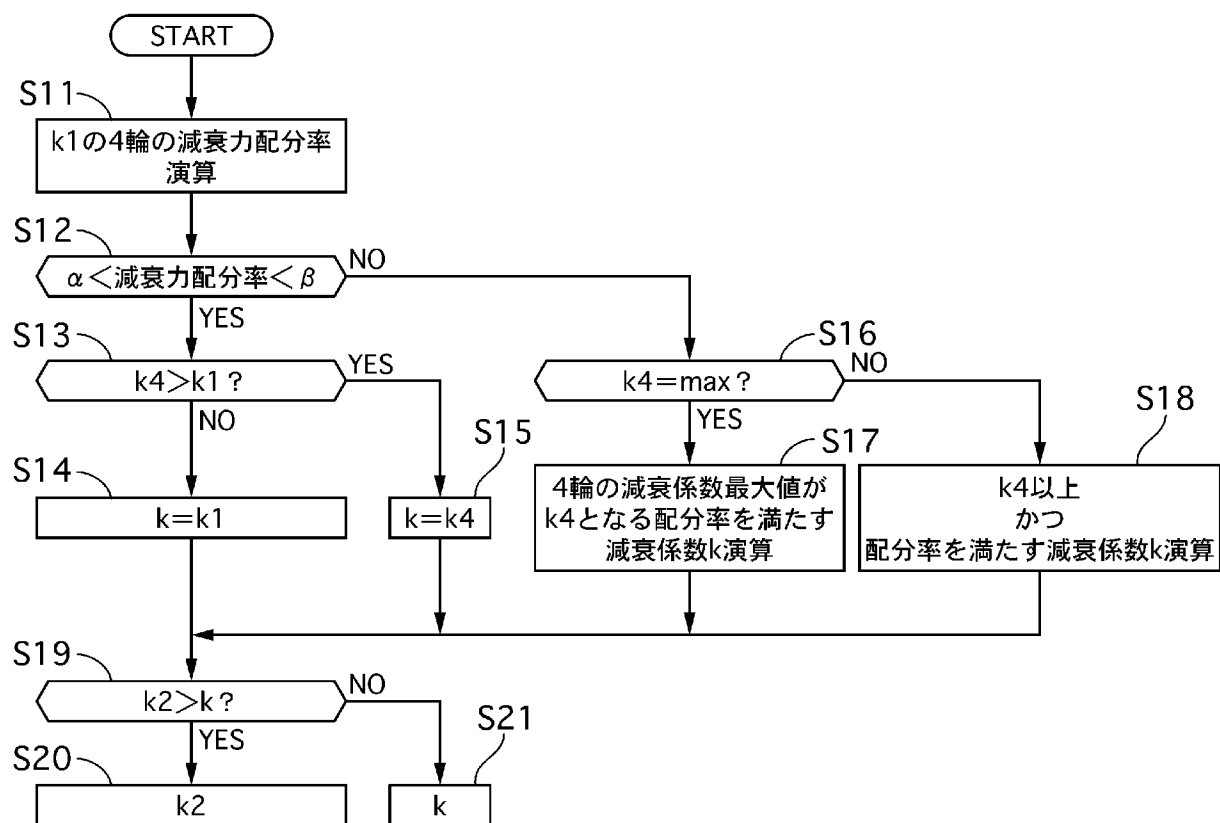 START
S11
k1の4輪の減衰力配分率
演算
S12
α＜減衰力配分率＜β
NO
YES
S13
k4＞k1？
YES
NO
S16
k4＝max？
NO
YES
S14
k＝k1
S15
k＝k4
S17
4輪の減衰係数最大値が
k4となる配分率を満たす
減衰係数k演算
S18
k4以上
かつ
配分率を満たす減衰係数k演算
S19
k2＞k？
NO
YES
S20
k2
S21
k